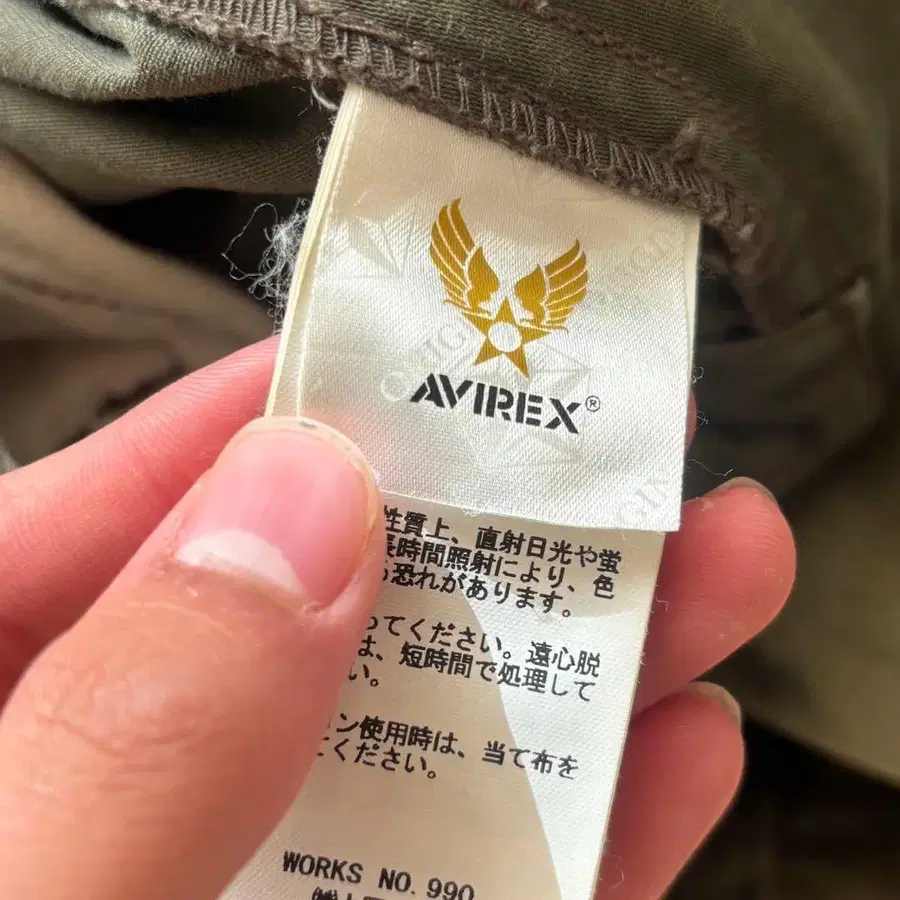 AVIREX®
性質上、直射日光や蛍
長時間照射により、色
恐れがあります。
ってください。遠心脱
は、短時間で処理して
い。
ン使用時は、当て布を
ください。
WORKS NO. 990